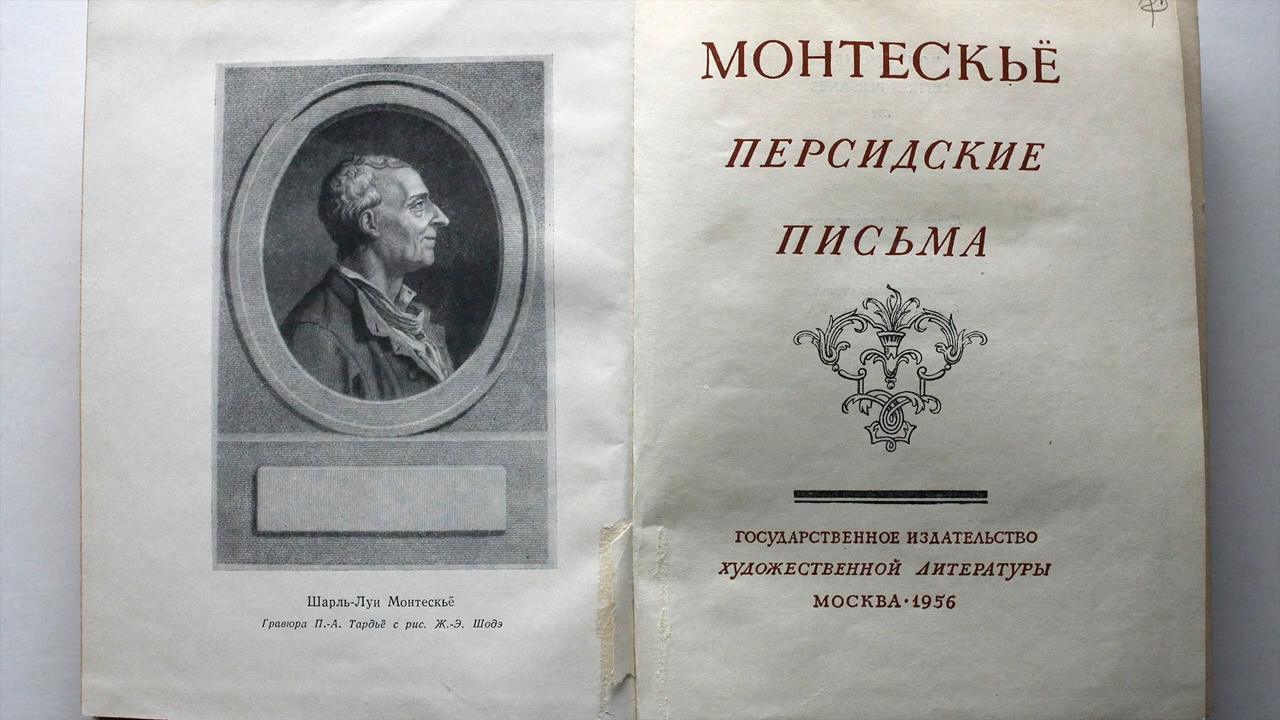 Шарль-Луи Монтескьё
Гравюра П.-А. Тардьё с рис. Ж.-Э. Шодэ
МОНТЕСКЬЁ
ПЕРСИДСКИЕ
ПИСЬМА
ГОСУДАРСТВЕННОЕ ИЗДАТЕЛЬСТВО
ХУДОЖЕСТВЕННОЙ ЛИТЕРАТУРЫ
МОСКВА·1956